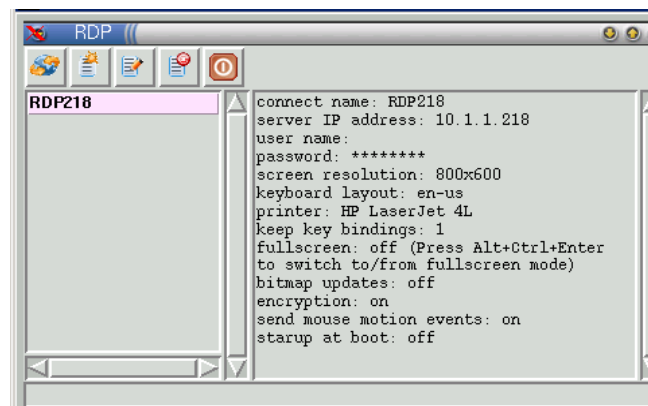 RDP
RDP218
connect name: RDP218
server IP address: 10.1.1.218
user name:
password: ********
screen resolution: 800x600
keyboard layout: en-us
printer: HP LaserJet 4L
keep key bindings: 1
fullscreen: off (Press Alt+Ctrl+Enter
to switch to/from fullscreen mode)
bitmap updates: off
encryption: on
send mouse motion events: on
starup at boot: off